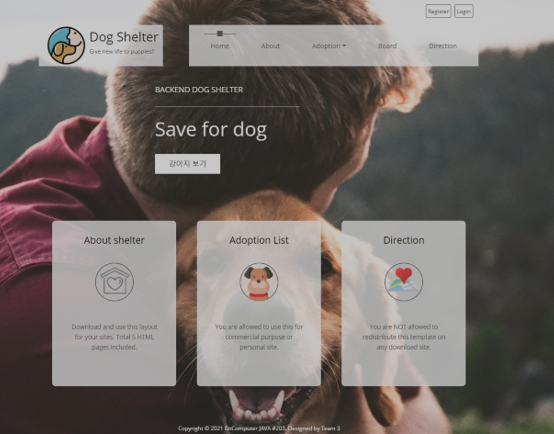 Register Login
Dog Shelter
Give new life to puppies!!
Home About Adoption Board Direction
BACKEND DOG SHELTER
Save for dog
강아지 보기
About shelter
Download and use this layout
for your sites. Total 5 HTML
pages included.
Adoption List
You are allowed to use this for
commercial purpose or
personal site.
Direction
You are NOT allowed to
redistribute this template on
any download site.
Copyright © 2021 BitComputer JAVA #203. Designed by Team 3